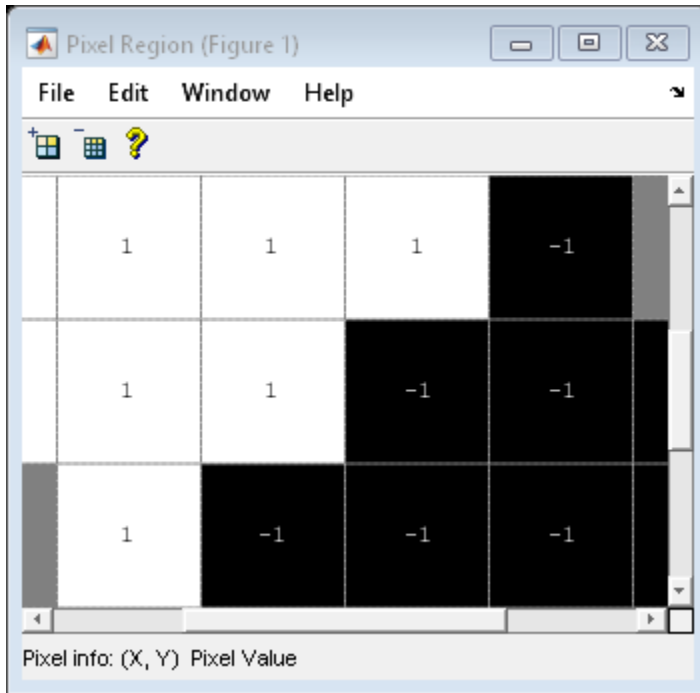 Pixel Region (Figure 1)
File Edit Window Help
1 1 1 -1
1 1 -1 -1
1 -1 -1 -1
Pixel info: (X, Y) Pixel Value